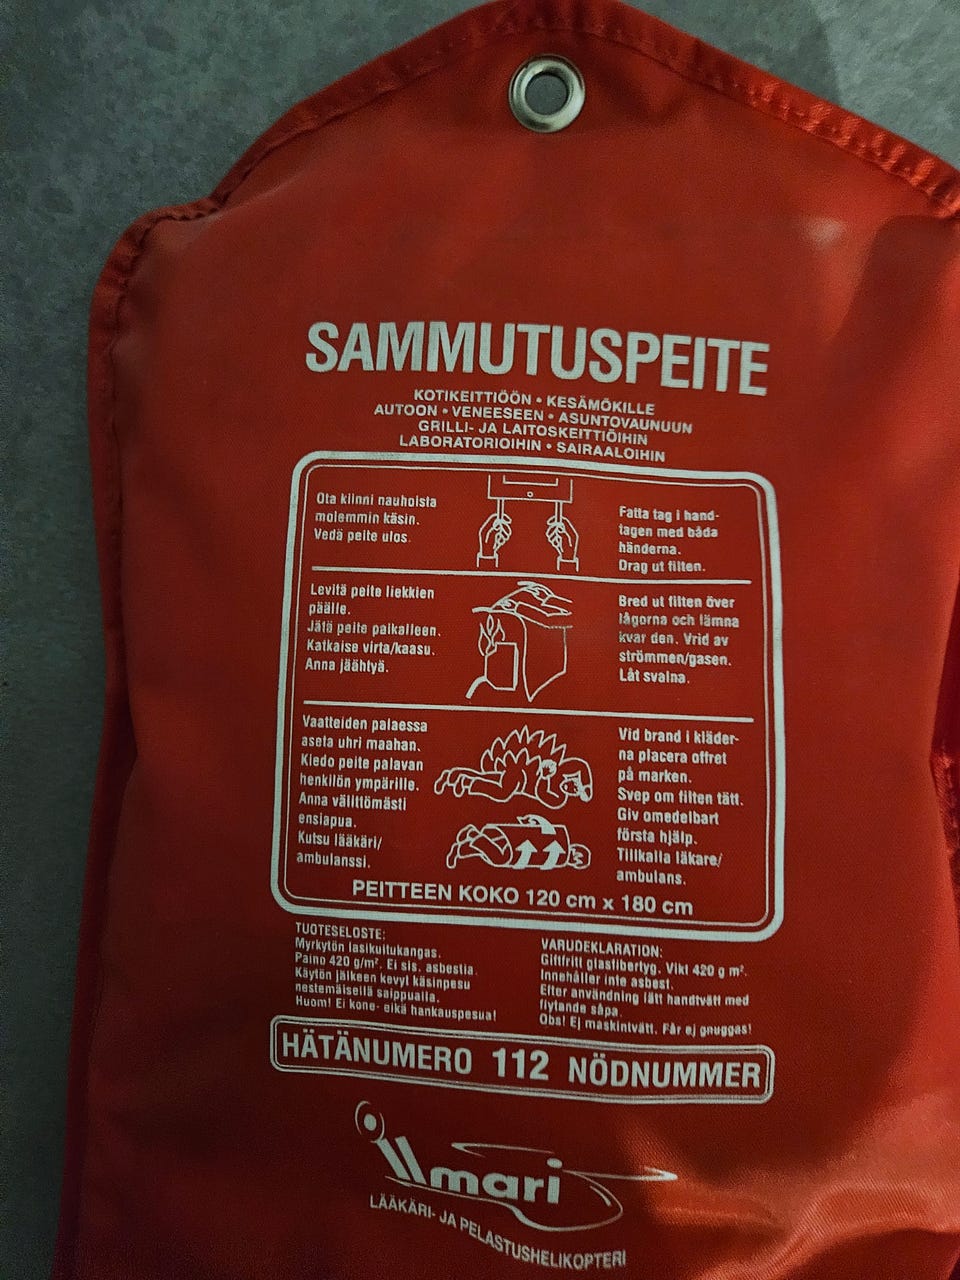 SAMMUTUSPEITE
KOTIKEITTIÖÖN • KESÄMÖKILLE
AUTOON • VENEESEEN • ASUNTOVAUNUUN
GRILLI- JA LAITOSKEITTIÖIHIN
LABORATORIOIHIN • SAIRAALOIHIN
Ota kiinni nauhoista
molemmin käsin.
Vedä peite ulos.
Fatta tag i hand-
tagen med båda
händerna.
Drag ut filten.
Levitä peite liekkien
päälle.
Jätä peite paikalleen.
Katkaise virta/kaasu.
Anna jäähtyä.
Bred ut filten över
lågorna och lämna
kvar den. Vrid av
strömmen/gasen.
Låt svalna.
Vaatteiden palaessa
aseta uhri maahan.
Kiedo peite palavan
henkilön ympärille.
Anna välittömästi
ensiapua.
Kutsu lääkäri/
ambulanssi.
Vid brand i kläder-
na placera offret
på marken.
Svep om filten tätt.
Giv omedelbart
första hjälp.
Tillkalla läkare/
ambulans.
PEITTEEN KOKO 120 cm x 180 cm
TUOTESELOSTE:
Myrkytön lasikuitukangas.
Paino 420 g/m². Ei sis. asbestia.
Käytön jälkeen kevyt käsinpesu
nestemäisellä saippualla.
Huom! Ei kone- eikä hankauspesua!
VARUDEKLARATION:
Giftfritt glasfibertyg. Vikt 420 g m².
Innehåller inte asbest.
Efter användning lätt handtvätt med
flytande såpa.
Obs! Ej maskintvätt. Får ej gnuggas!
HÄTÄNUMERO 112 NÖDNUMMER
ilmari
LÄÄKÄRI- JA PELASTUSHELIKOPTERI